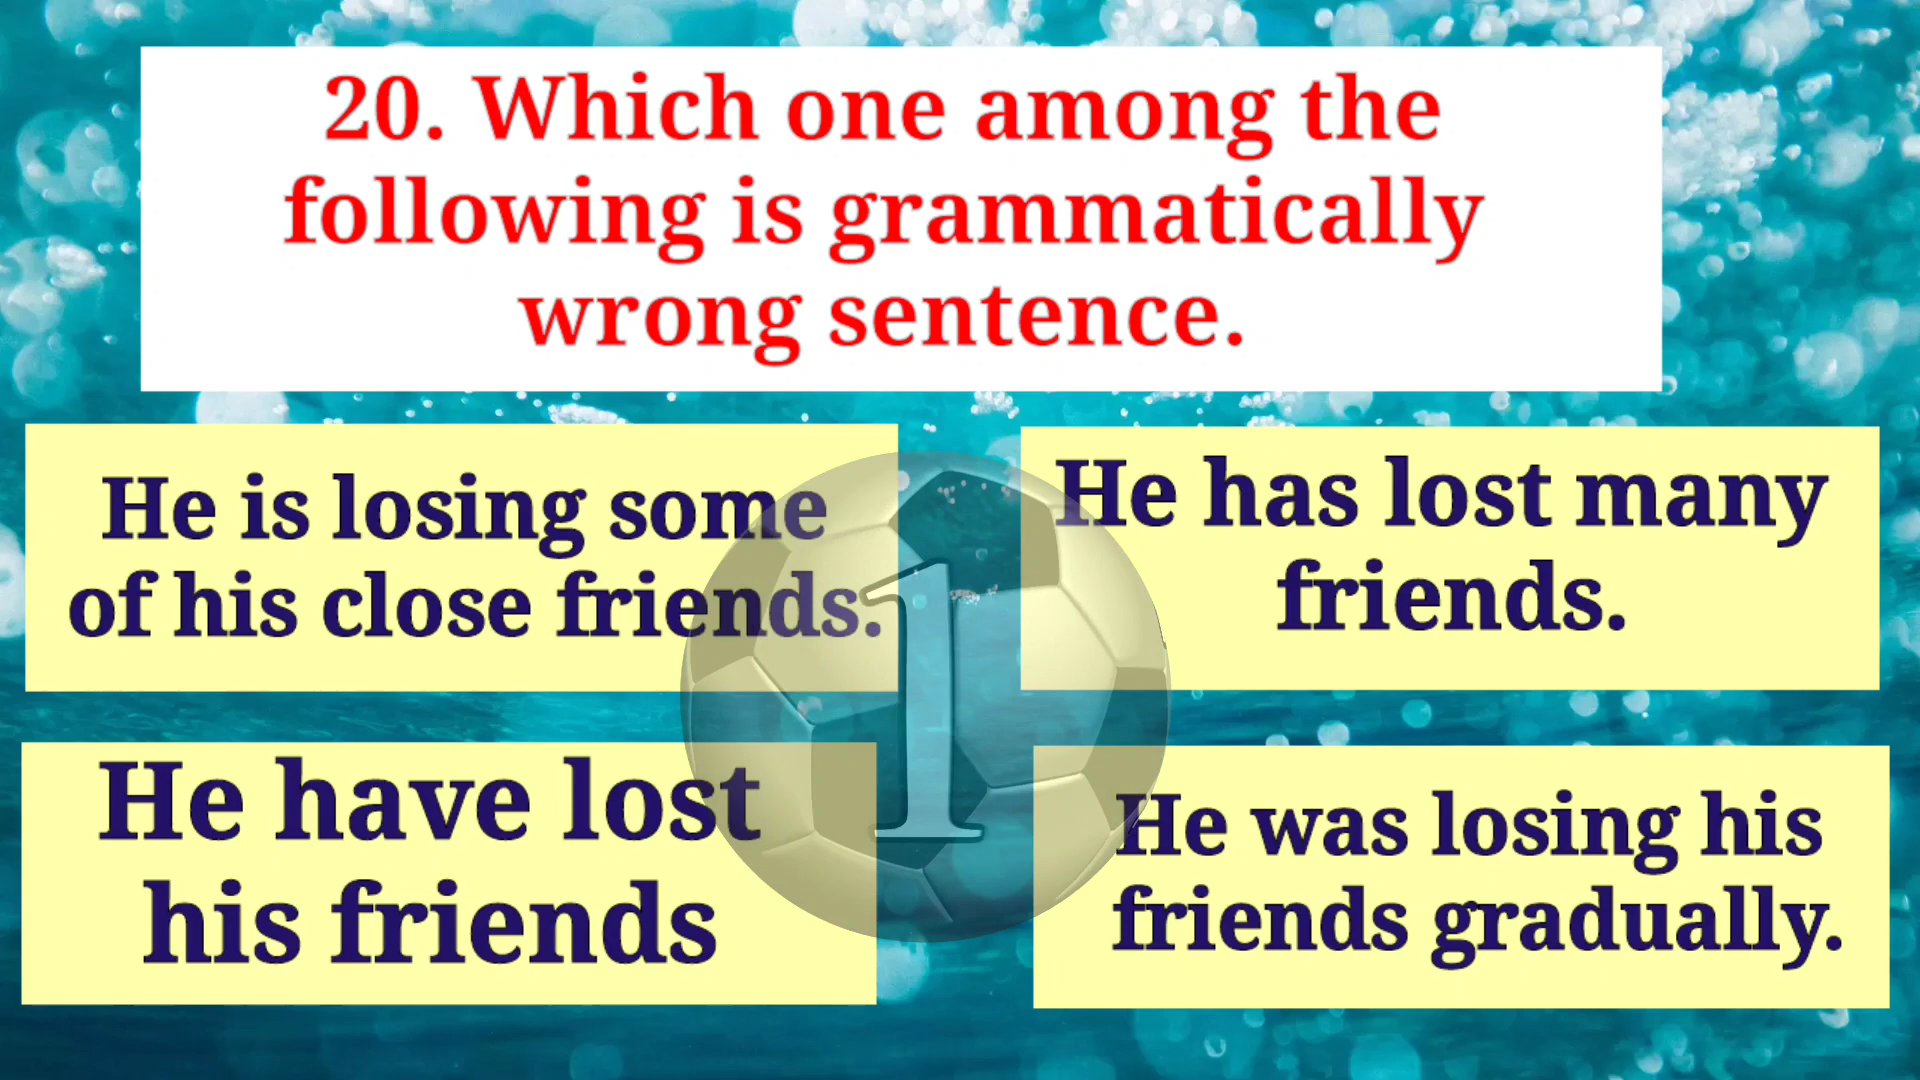 20. Which one among the
following is grammatically
wrong sentence.
He is losing some
of his close friends.
He has lost many
friends.
1
He have lost
his friends
He was losing his
friends gradually.